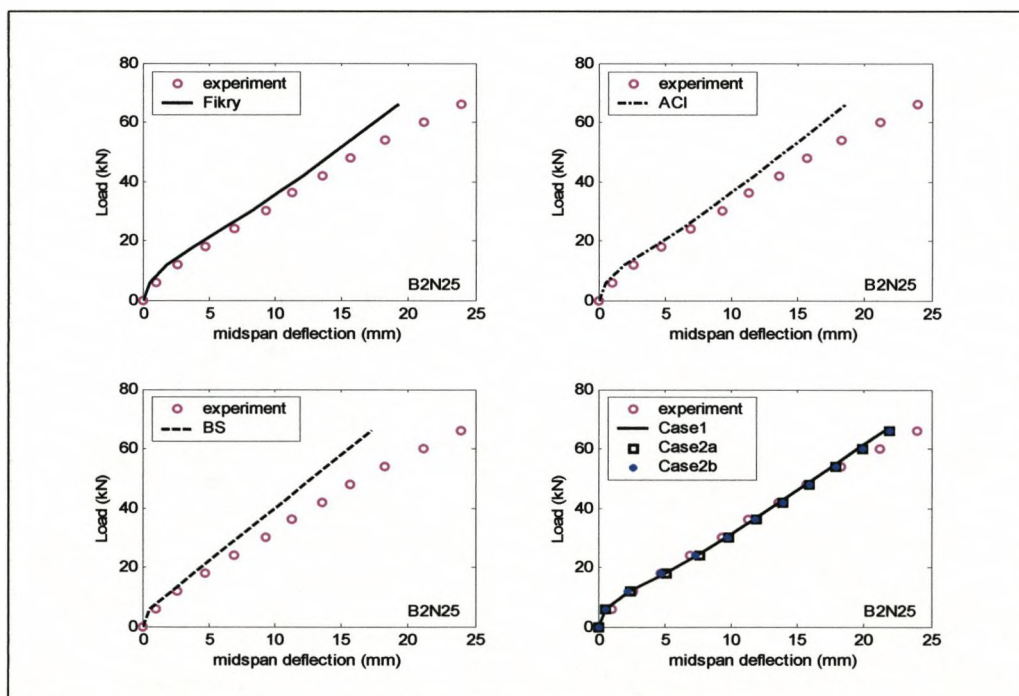 80
60
40
20
0
Load (kN)
experiment
Fikry
B2N25
0 5 10 15 20 25
midspan deflection (mm)
80
60
40
20
0
Load (kN)
experiment
ACI
B2N25
0 5 10 15 20 25
midspan deflection (mm)
80
60
40
20
0
Load (kN)
experiment
BS
B2N25
0 5 10 15 20 25
midspan deflection (mm)
80
60
40
20
0
Load (kN)
experiment
Case1
Case2a
Case2b
B2N25
0 5 10 15 20 25
midspan deflection (mm)